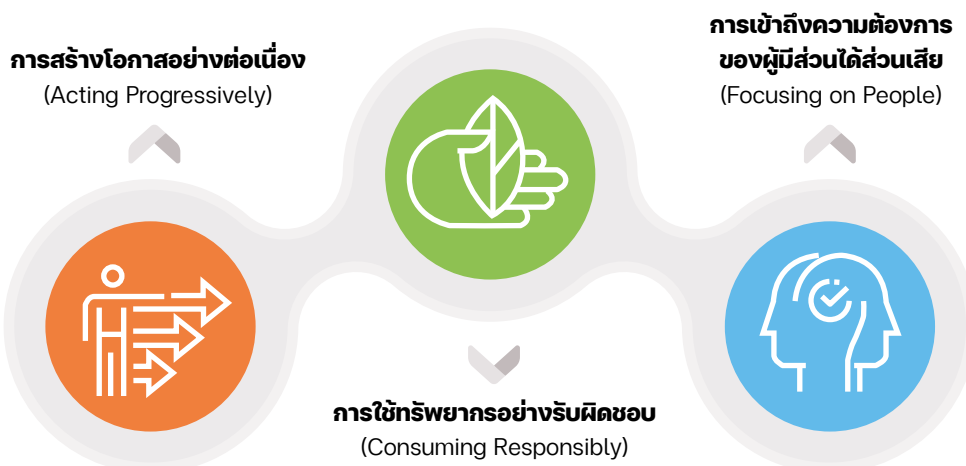 การสร้างโอกาสอย่างต่อเนื่อง
(Acting Progressively)
การใช้ทรัพยากรอย่างรับผิดชอบ
(Consuming Responsibly)
การเข้าถึงความต้องการ
ของผู้มีส่วนได้ส่วนเสีย
(Focusing on People)